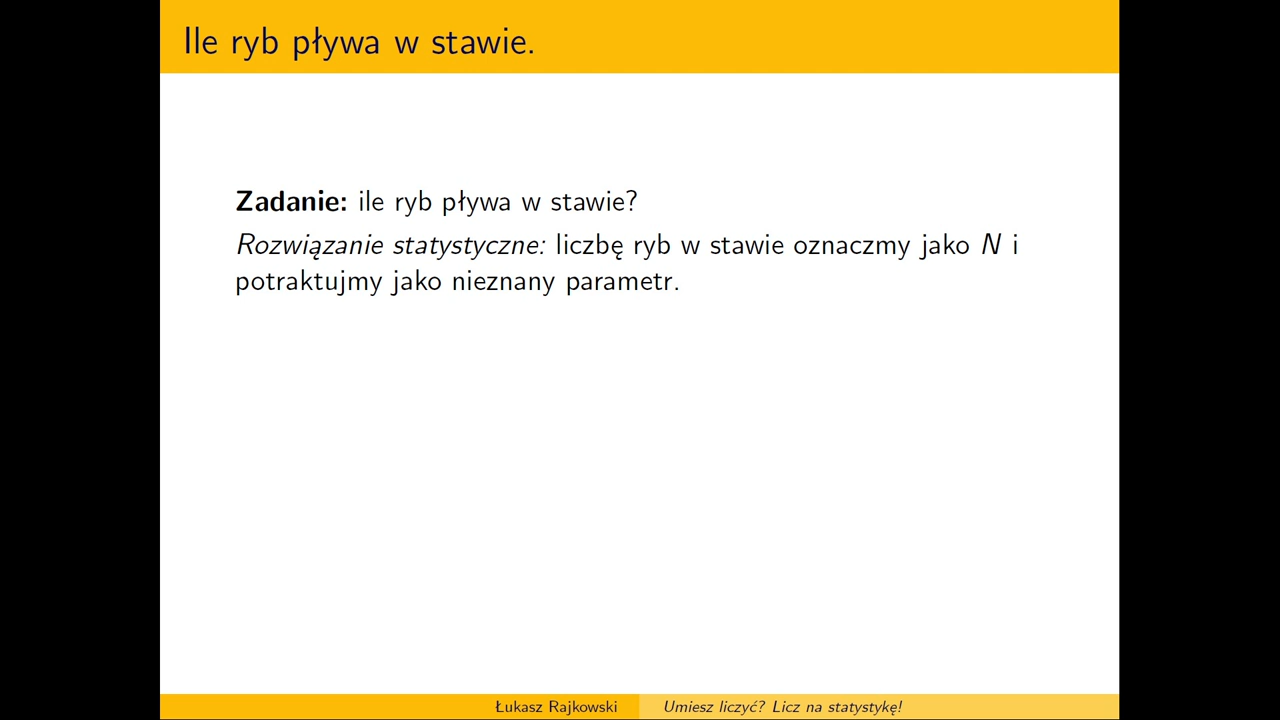 Ile ryb pływa w stawie.
Zadanie: ile ryb pływa w stawie?
Rozwiązanie statystyczne: liczbę ryb w stawie oznaczmy jako N i
potraktujmy jako nieznany parametr.
Łukasz Rajkowski
Umiesz liczyć? Licz na statystykę!